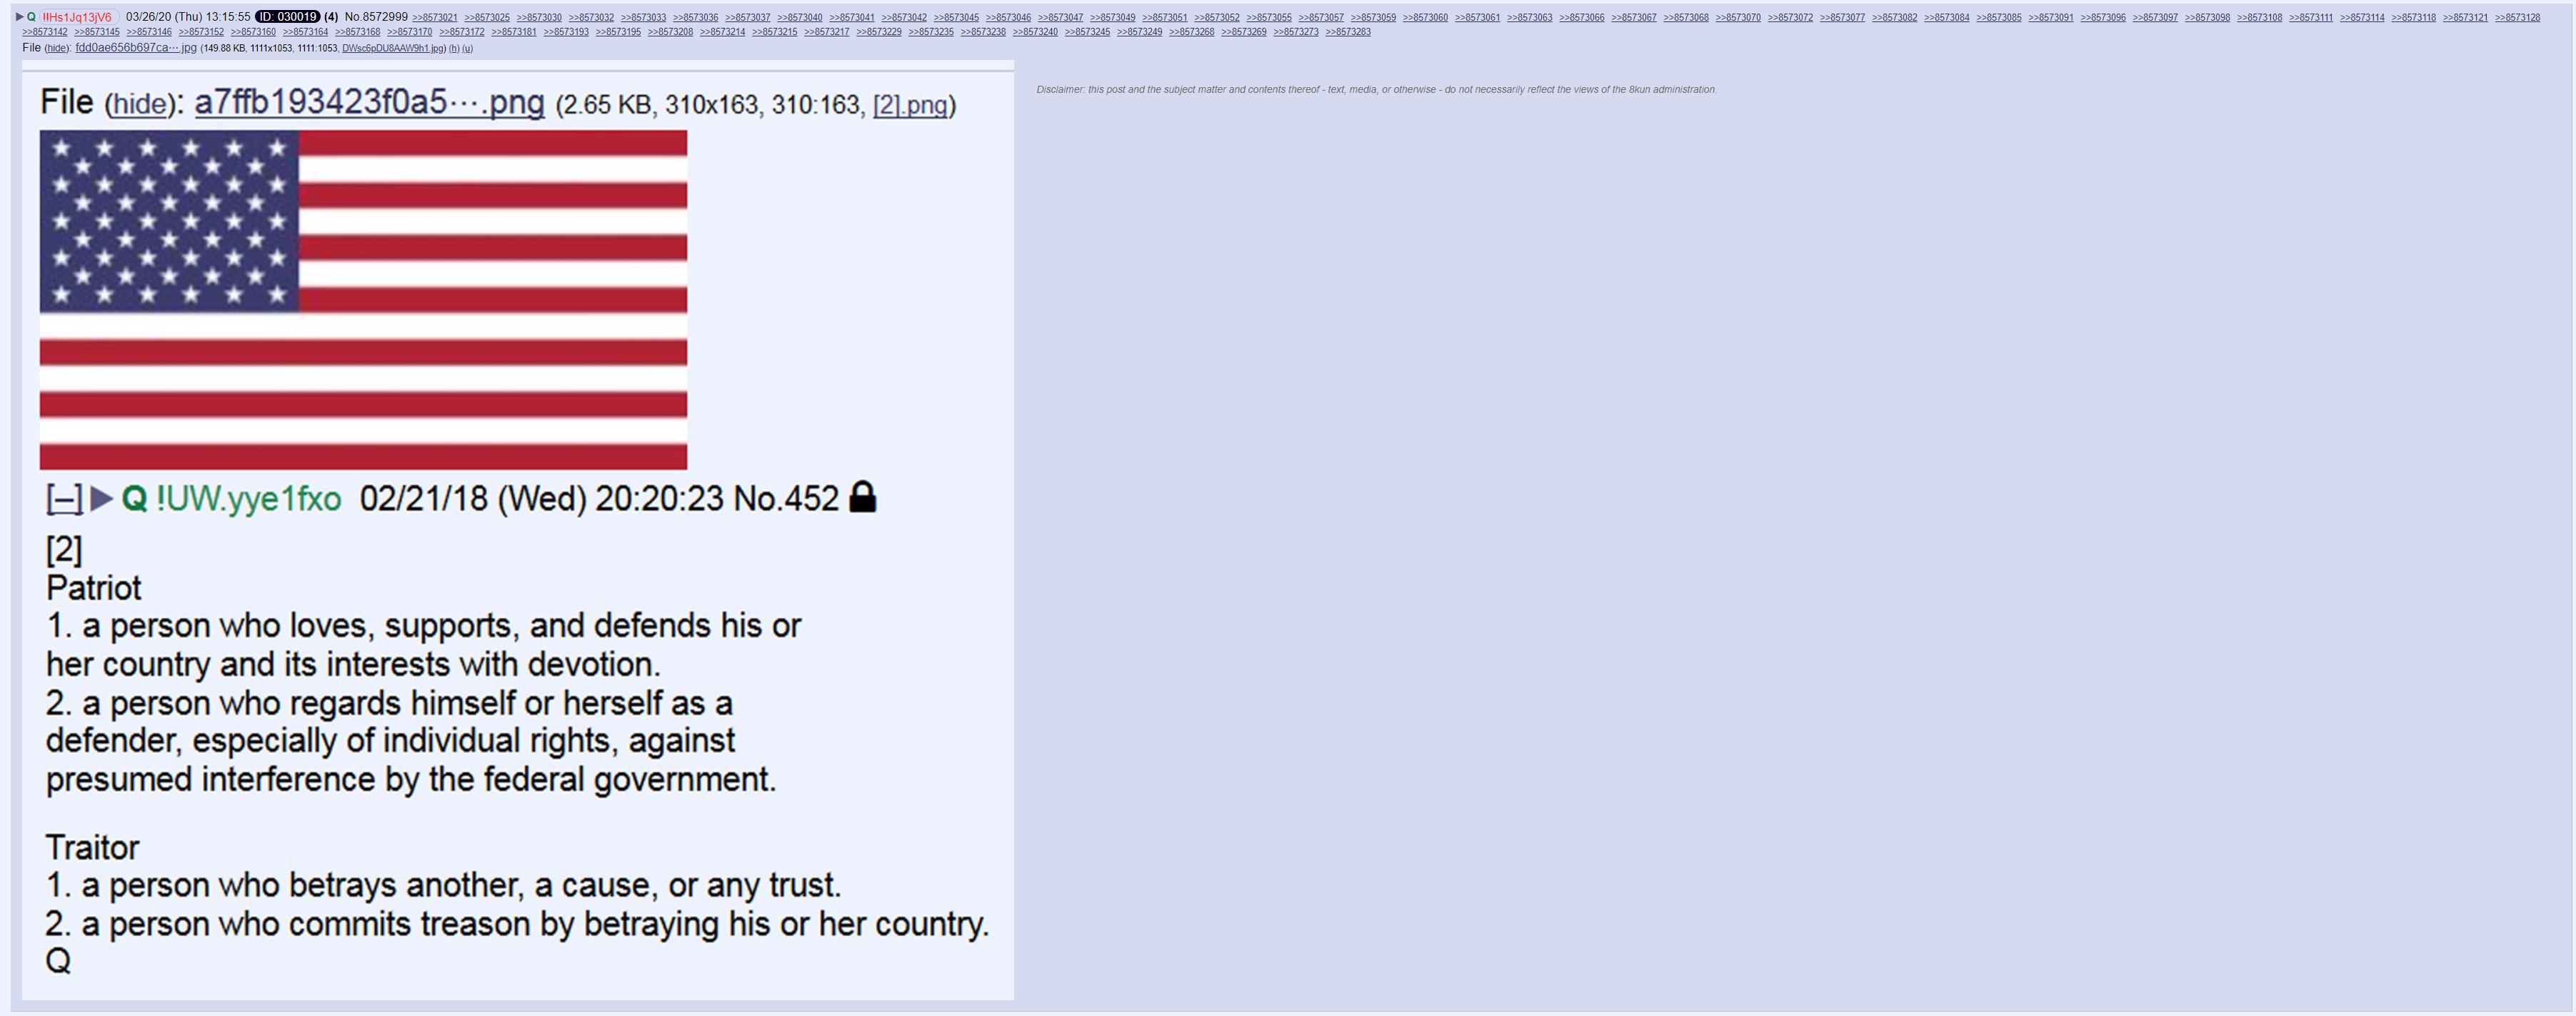 ▶ Q !!Hs1Jq13jV6 03/26/20 (Thu) 13:15:55 ID: 030019 (4) No.8572999 >>8573021 >>8573025 >>8573030 >>8573032 >>8573033 >>8573036 >>8573037 >>8573040 >>8573041 >>8573042 >>8573045 >>8573046 >>8573047 >>8573049 >>8573051 >>8573052 >>8573055 >>8573057 >>8573059 >>8573060 >>8573061 >>8573063 >>8573066 >>8573067 >>8573068 >>8573070 >>8573072 >>8573077 >>8573082 >>8573084 >>8573085 >>8573091 >>8573096 >>8573097 >>8573098 >>8573108 >>8573111 >>8573114 >>8573118 >>8573121 >>8573128
>>8573142 >>8573145 >>8573146 >>8573152 >>8573160 >>8573164 >>8573168 >>8573170 >>8573172 >>8573181 >>8573193 >>8573195 >>8573208 >>8573214 >>8573215 >>8573217 >>8573229 >>8573235 >>8573238 >>8573240 >>8573245 >>8573249 >>8573268 >>8573269 >>8573273 >>8573283
File (hide): fdd0ae656b697ca⋯.jpg (149.88 KB, 1111x1053, 1111:1053, DWsc6pDU8AAW9h1.jpg) (h) (u)
Disclaimer: this post and the subject matter and contents thereof - text, media, or otherwise - do not necessarily reflect the views of the 8kun administration.
File (hide): a7ffb193423f0a5⋯.png (2.65 KB, 310x163, 310:163, [2].png)
[–] ▶ Q !UW.yye1fxo 02/21/18 (Wed) 20:20:23 No.452
[2]
Patriot
1. a person who loves, supports, and defends his or
her country and its interests with devotion.
2. a person who regards himself or herself as a
defender, especially of individual rights, against
presumed interference by the federal government.
Traitor
1. a person who betrays another, a cause, or any trust.
2. a person who commits treason by betraying his or her country.
Q